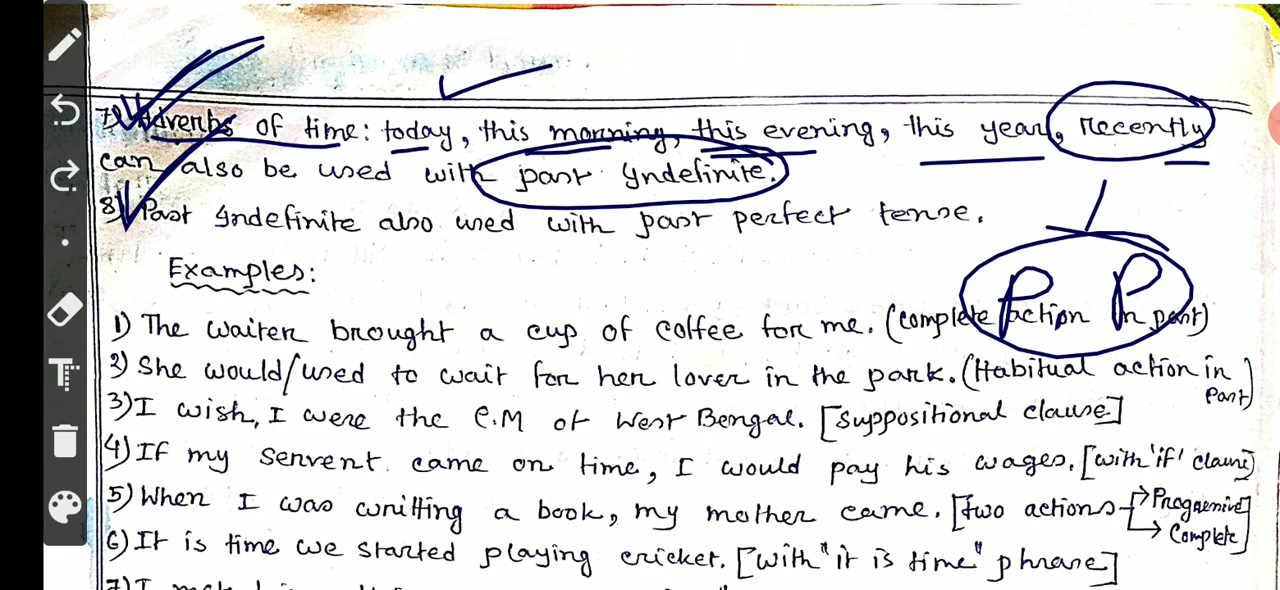 7) Adverbs of time: today, this morning, this evening, this year, recently
can also be used with past Indefinite.
8) Past Indefinite also used with past perfect tense.
P P
Examples:
1) The waiter brought a cup of coffee for me. (complete action in past)
2) She would/used to wait for her lover in the park. (Habitual action in Past)
3) I wish, I were the C.M of West Bengal. [suppositional clause]
4) If my servent came on time, I would pay his wages. [with 'if' clause]
5) When I was writting a book, my mother came. [two actions → Progressive → Complete]
6) It is time we started playing cricket. [with "it is time" phrase]
7) I